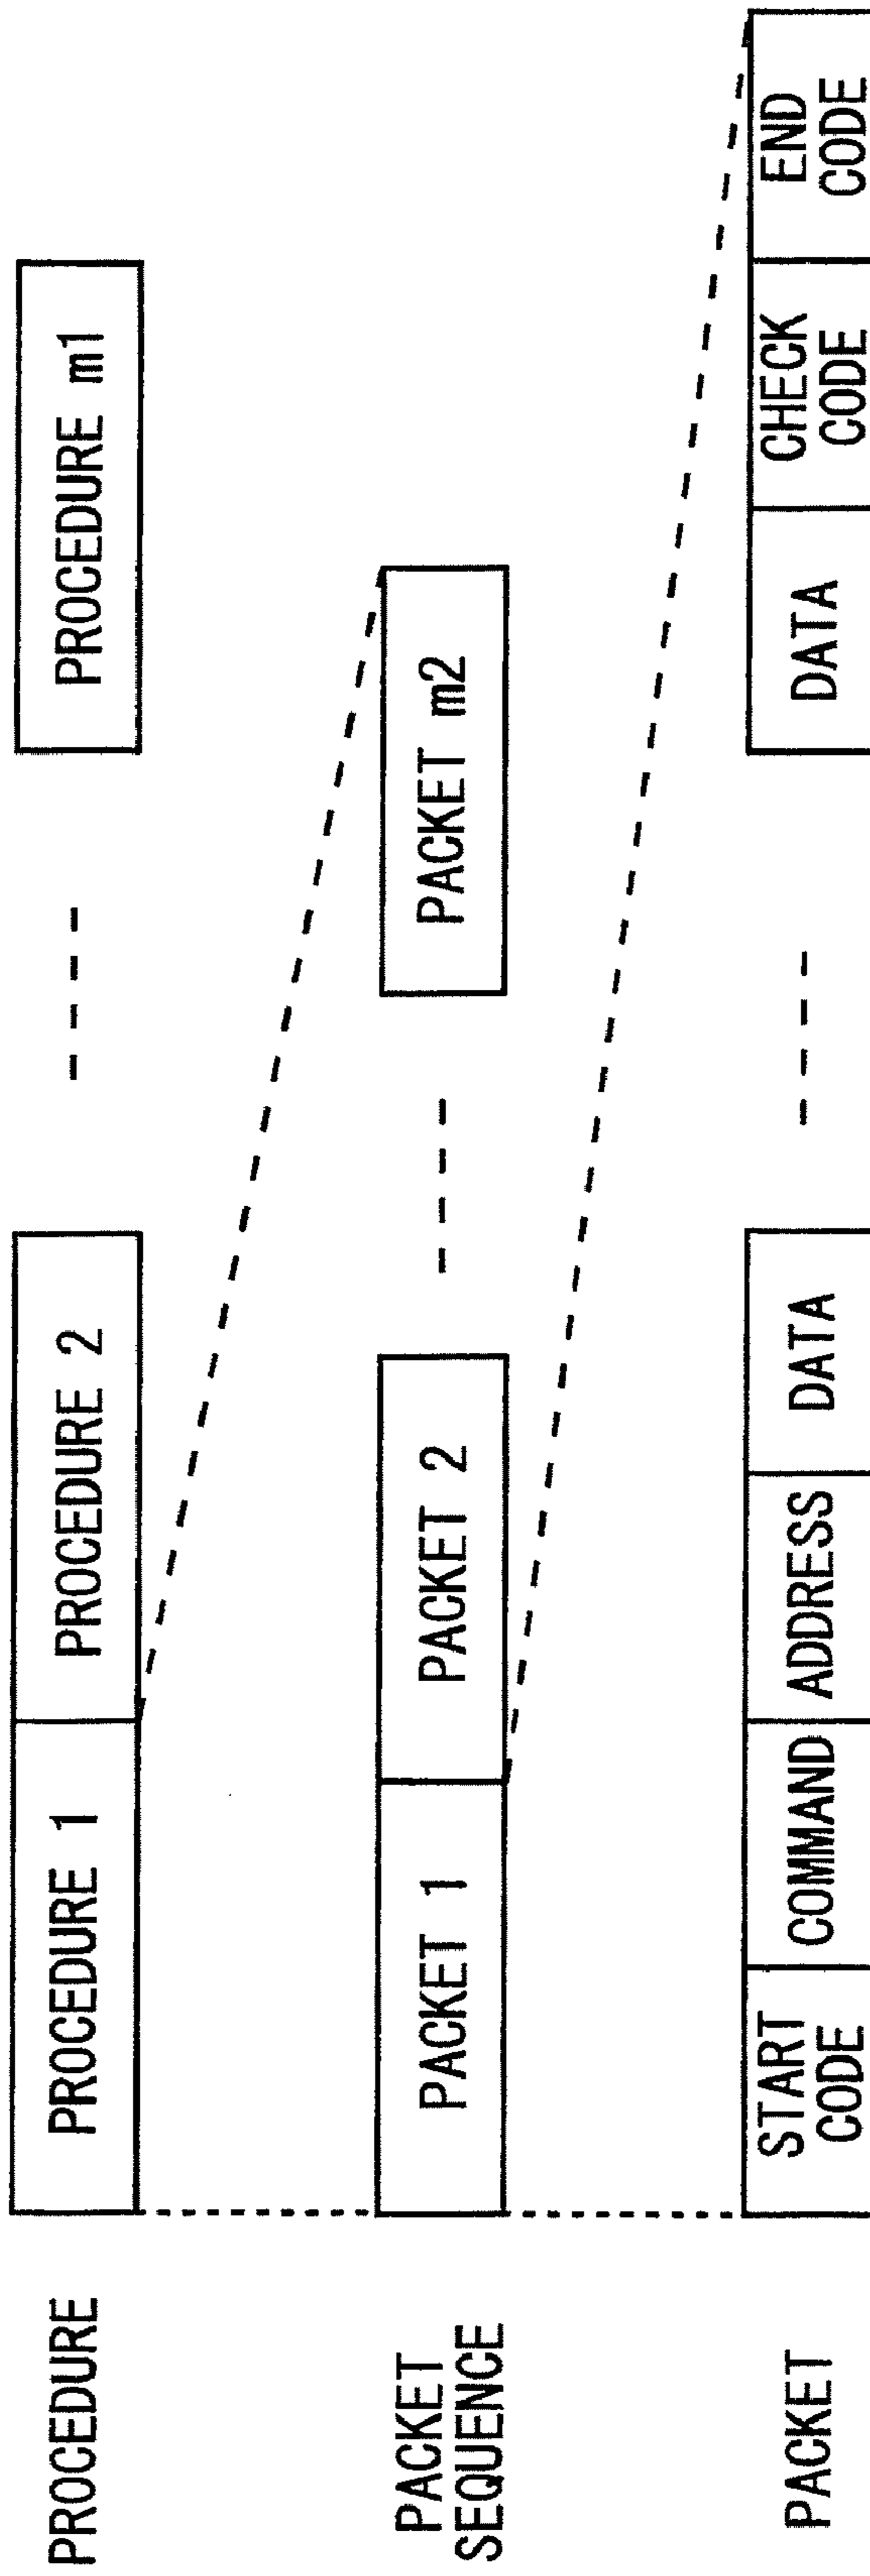 PROCEDURE
PROCEDURE 1
PROCEDURE 2
PROCEDURE m1
PACKET
SEQUENCE
PACKET 1
PACKET 2
PACKET m2
PACKET
START
CODE
COMMAND
ADDRESS
DATA
DATA
CHECK
CODE
END
CODE